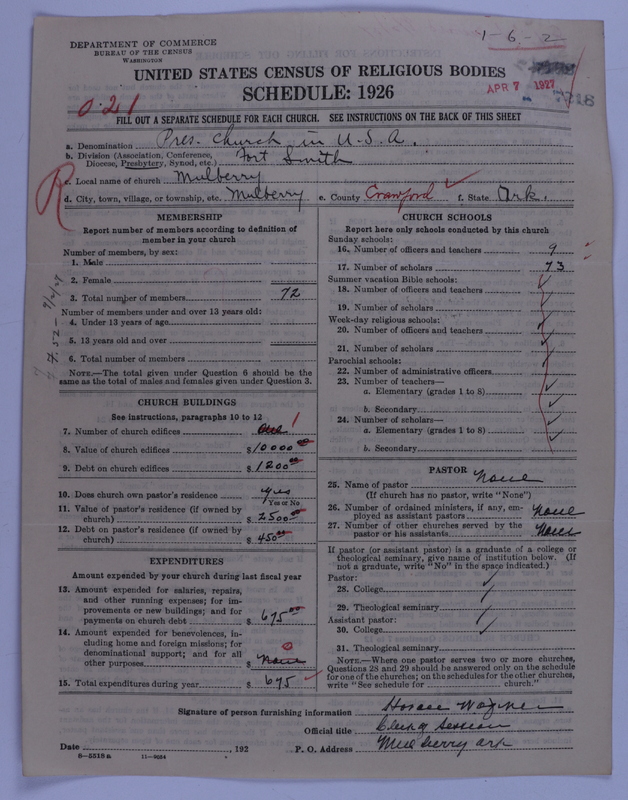 1-6-2
DEPARTMENT OF COMMERCE
BUREAU OF THE CENSUS
WASHINGTON
UNITED STATES CENSUS OF RELIGIOUS BODIES
SCHEDULE: 1926
APR 7 1927
021
FILL OUT A SEPARATE SCHEDULE FOR EACH CHURCH. SEE INSTRUCTIONS ON THE BACK OF THIS SHEET
a. Denomination Pres. Church in U.S.A.
b. Division (Association, Conference,
Diocese, Presbytery, Synod, etc.) Fort Smith
R
c. Local name of church Mulberry
d. City, town, village, or township, etc. Mulberry e. County Crawford f. State Ark.
MEMBERSHIP
Report number of members according to definition of
member in your church
Number of members, by sex:
1. Male
2. Female
3. Total number of members 72
Number of members under and over 13 years old:
4. Under 13 years of age
5. 13 years old and over
6. Total number of members
NOTE.—The total given under Question 6 should be
same as the total of males and females given under Question 3.
CHURCH BUILDINGS
See instructions, paragraphs 10 to 12
7. Number of church edifices One 1
8. Value of church edifices $10000 00
9. Debt on church edifices $1200 00
10. Does church own pastor's residence yes
Yes or No
11. Value of pastor's residence (if owned by
church) $2500 00
12. Debt on pastor's residence (if owned by
church) $450 00
EXPENDITURES
Amount expended by your church during last fiscal year
13. Amount expended for salaries, repairs,
and other running expenses; for im-
provements or new buildings; and for
payments on church debt $675 00
14. Amount expended for benevolences, in-
cluding home and foreign missions; for
denominational support; and for all
other purposes $None 0
15. Total expenditures during year $675
CHURCH SCHOOLS
Report here only schools conducted by this church
Sunday schools:
16. Number of officers and teachers 9
17. Number of scholars 73
Summer vacation Bible schools:
18. Number of officers and teachers
19. Number of scholars
Week-day religious schools:
20. Number of officers and teachers
21. Number of scholars
Parochial schools:
22. Number of administrative officers
23. Number of teachers—
a. Elementary (grades 1 to 8)
b. Secondary
24. Number of scholars—
a. Elementary (grades 1 to 8)
b. Secondary
PASTOR
25. Name of pastor None
(If church has no pastor, write "None")
26. Number of ordained ministers, if any, em-
ployed as assistant pastors None
27. Number of other churches served by the
pastor or his assistants None
If pastor (or assistant pastor) is a graduate of a college or
theological seminary, give name of institution below. (If
not a graduate, write "No" in the space indicated.)
Pastor:
28. College
29. Theological seminary
Assistant pastor:
30. College
31. Theological seminary
NOTE.—Where one pastor serves two or more churches,
Questions 28 and 29 should be answered only on the schedule
for one of the churches; on the schedules for the other churches,
write "See schedule for church."
Signature of person furnishing information Horace Wagner
Official title Clerk of Session
Date , 192 P. O. Address Mulberry Ark
8—5518a 11—9024